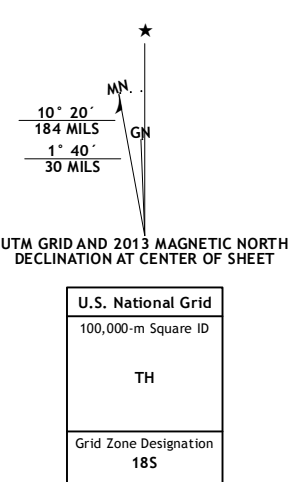 ★
MN
10° 20´
184 MILS
GN
1° 40´
30 MILS
UTM GRID AND 2013 MAGNETIC NORTH
DECLINATION AT CENTER OF SHEET
U.S. National Grid
100,000-m Square ID
TH
Grid Zone Designation
18S